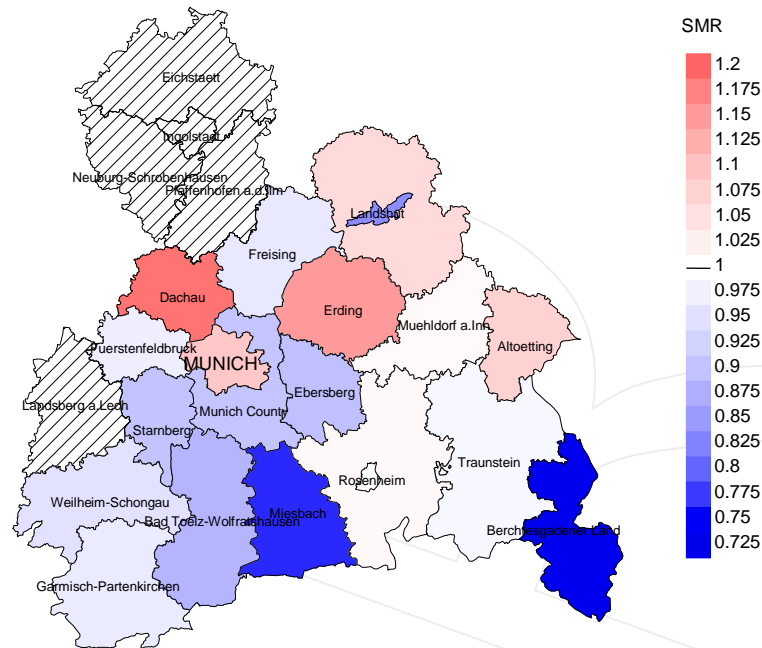 SMR
1.2
1.175
1.15
1.125
1.1
1.075
1.05
1.025
1
0.975
0.95
0.925
0.9
0.875
0.85
0.825
0.8
0.775
0.75
0.725
Eichstaett
Ingolstadt
Neuburg-Schrobenhausen
Pfaffenhofen a.d.Ilm
Landshut
Freising
Dachau
Erding
Muehldorf a.Inn
Altoetting
Fuerstenfeldbruck
MUNICH
Ebersberg
Landsberg a.Lech
Munich County
Starnberg
Traunstein
Rosenheim
Weilheim-Schongau
Miesbach
Bad Toelz-Wolfratshausen
Berchtesgadener Land
Garmisch-Partenkirchen